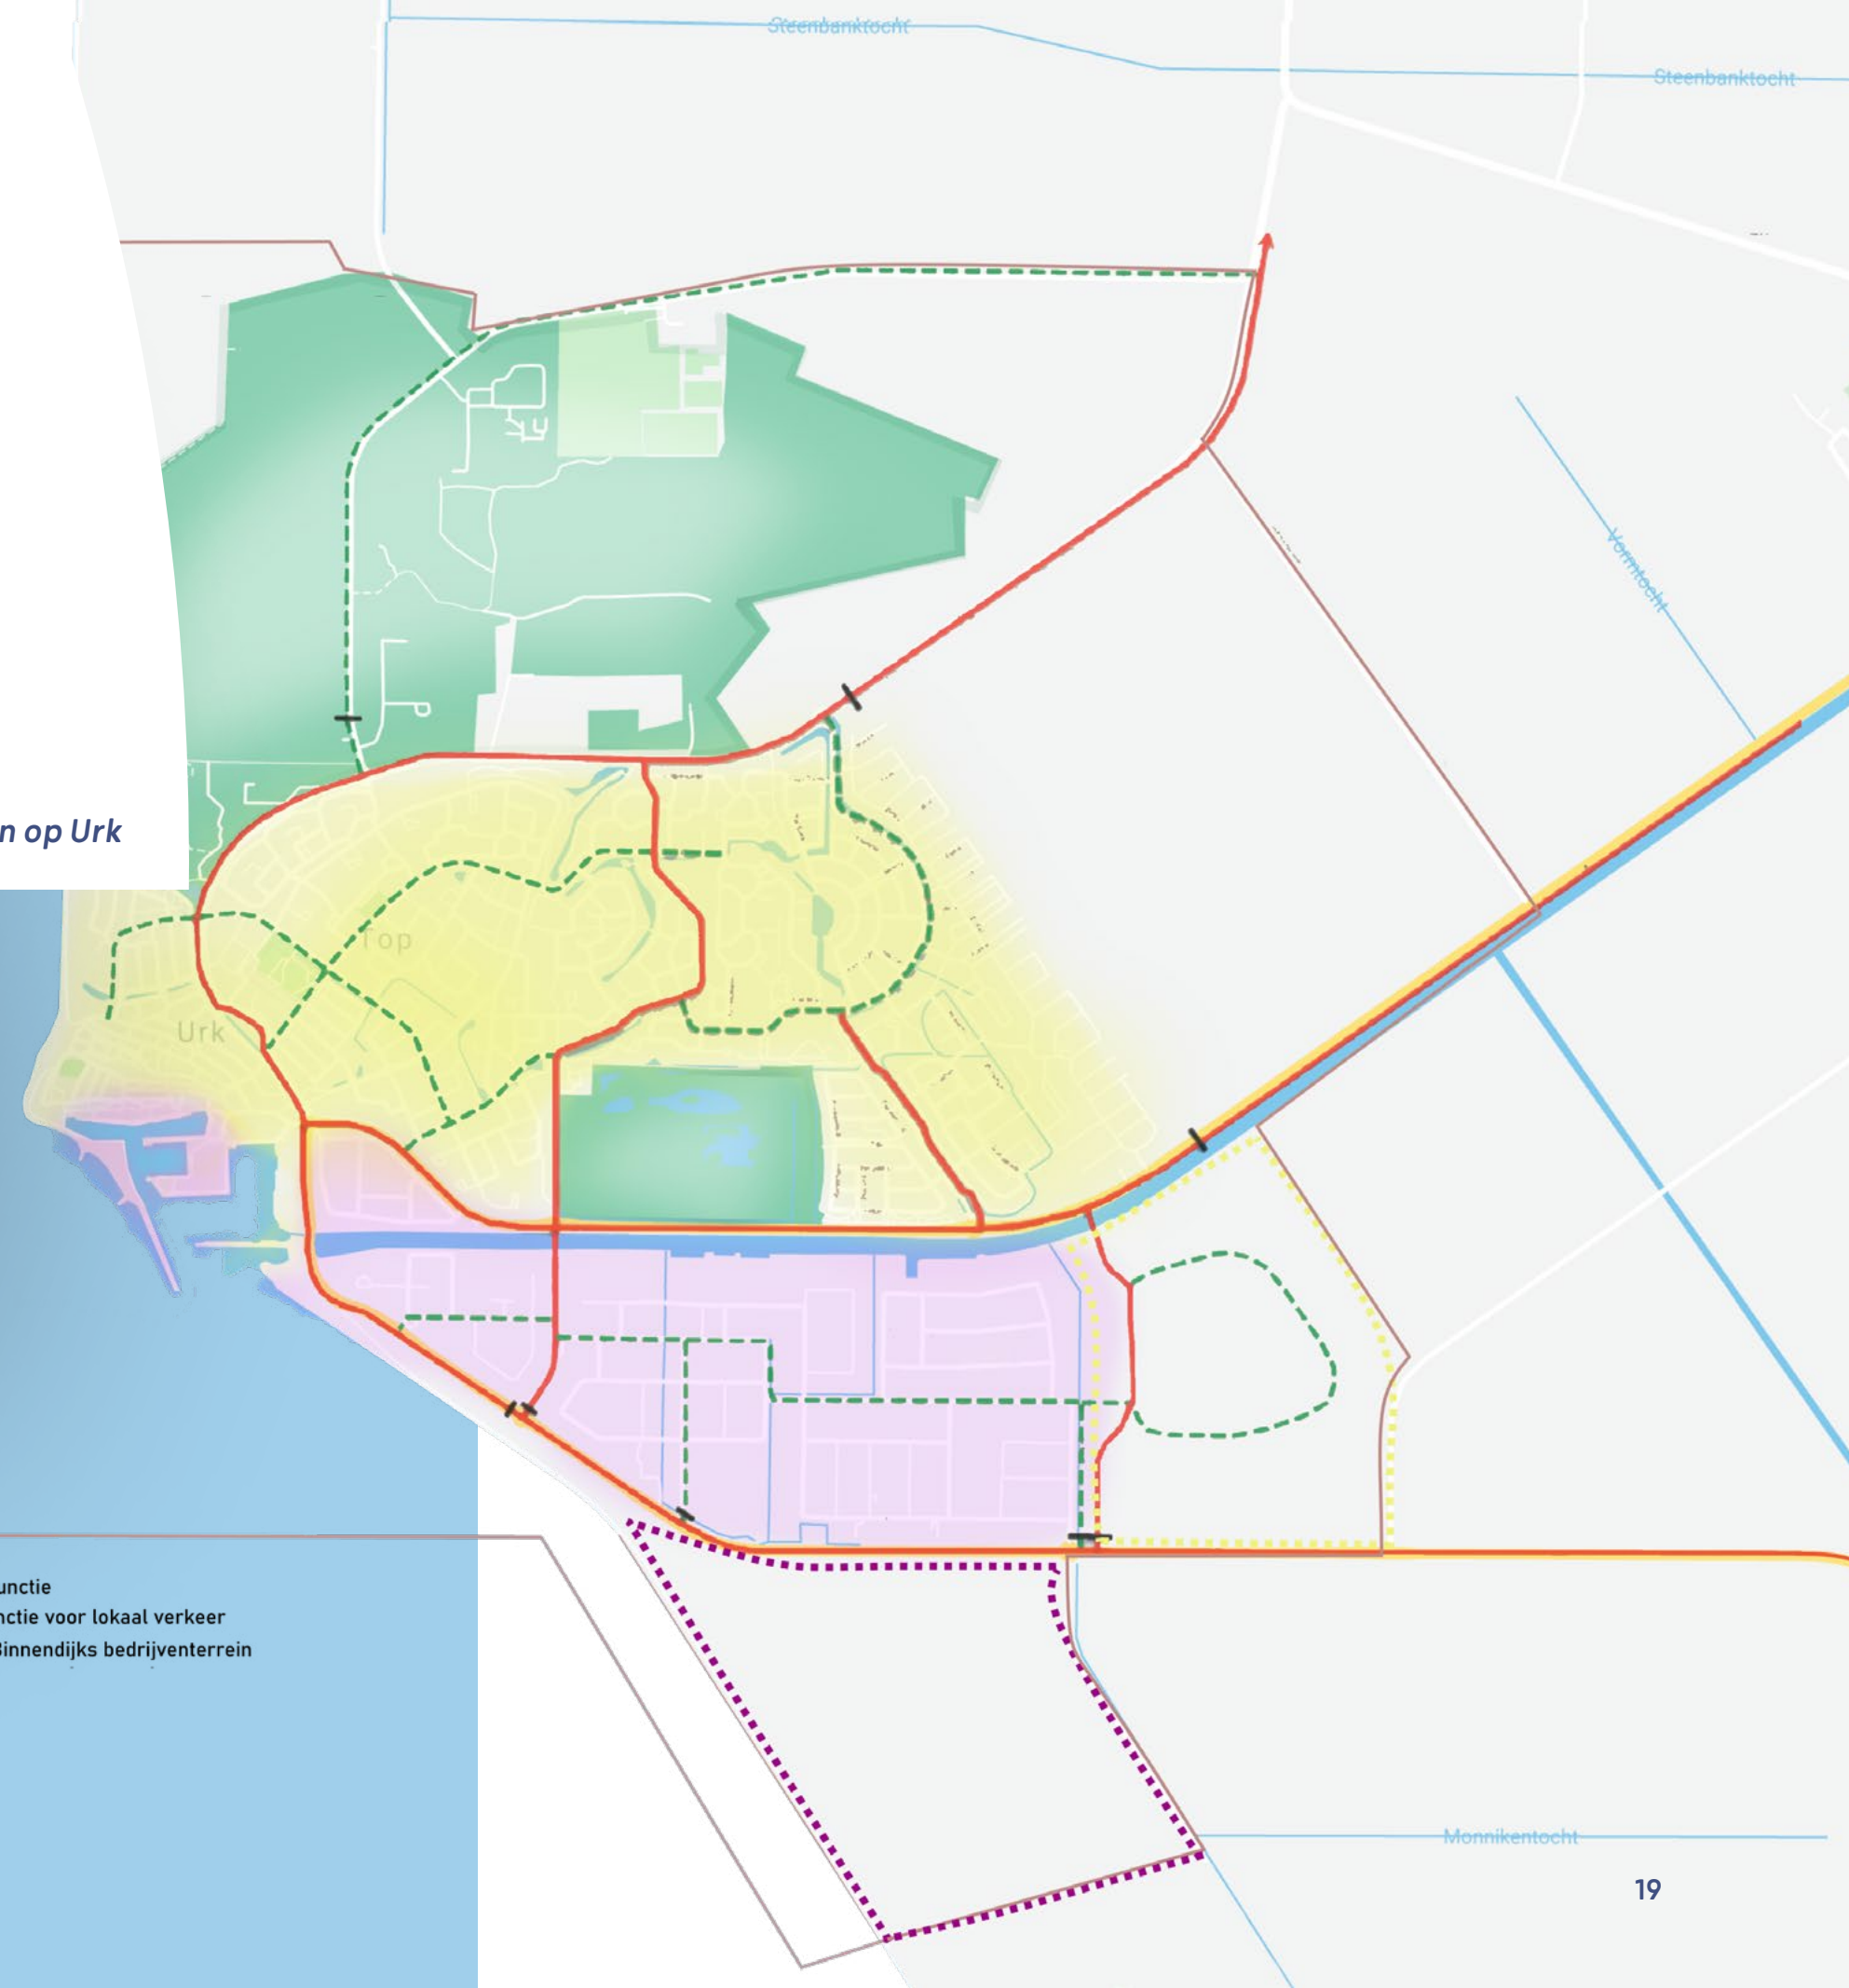 Steenbanktocht
Steenbanktocht
Vormtocht
n op Urk
Top
Urk
unctie
nctie voor lokaal verkeer
Binnendijks bedrijventerrein
Monnikentocht
19